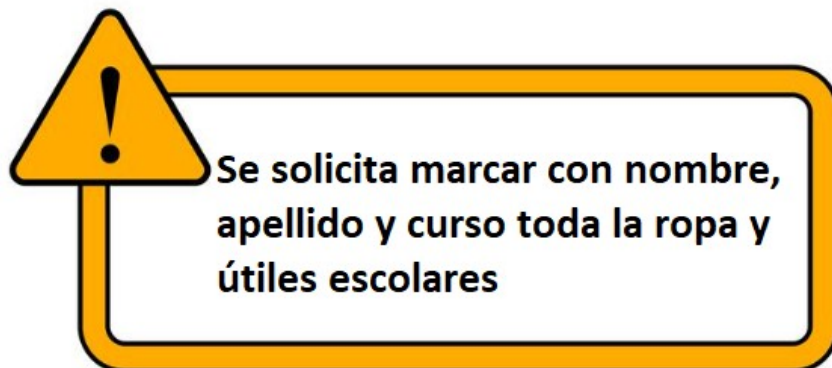 Se solicita marcar con nombre,
apellido y curso toda la ropa y
útiles escolares